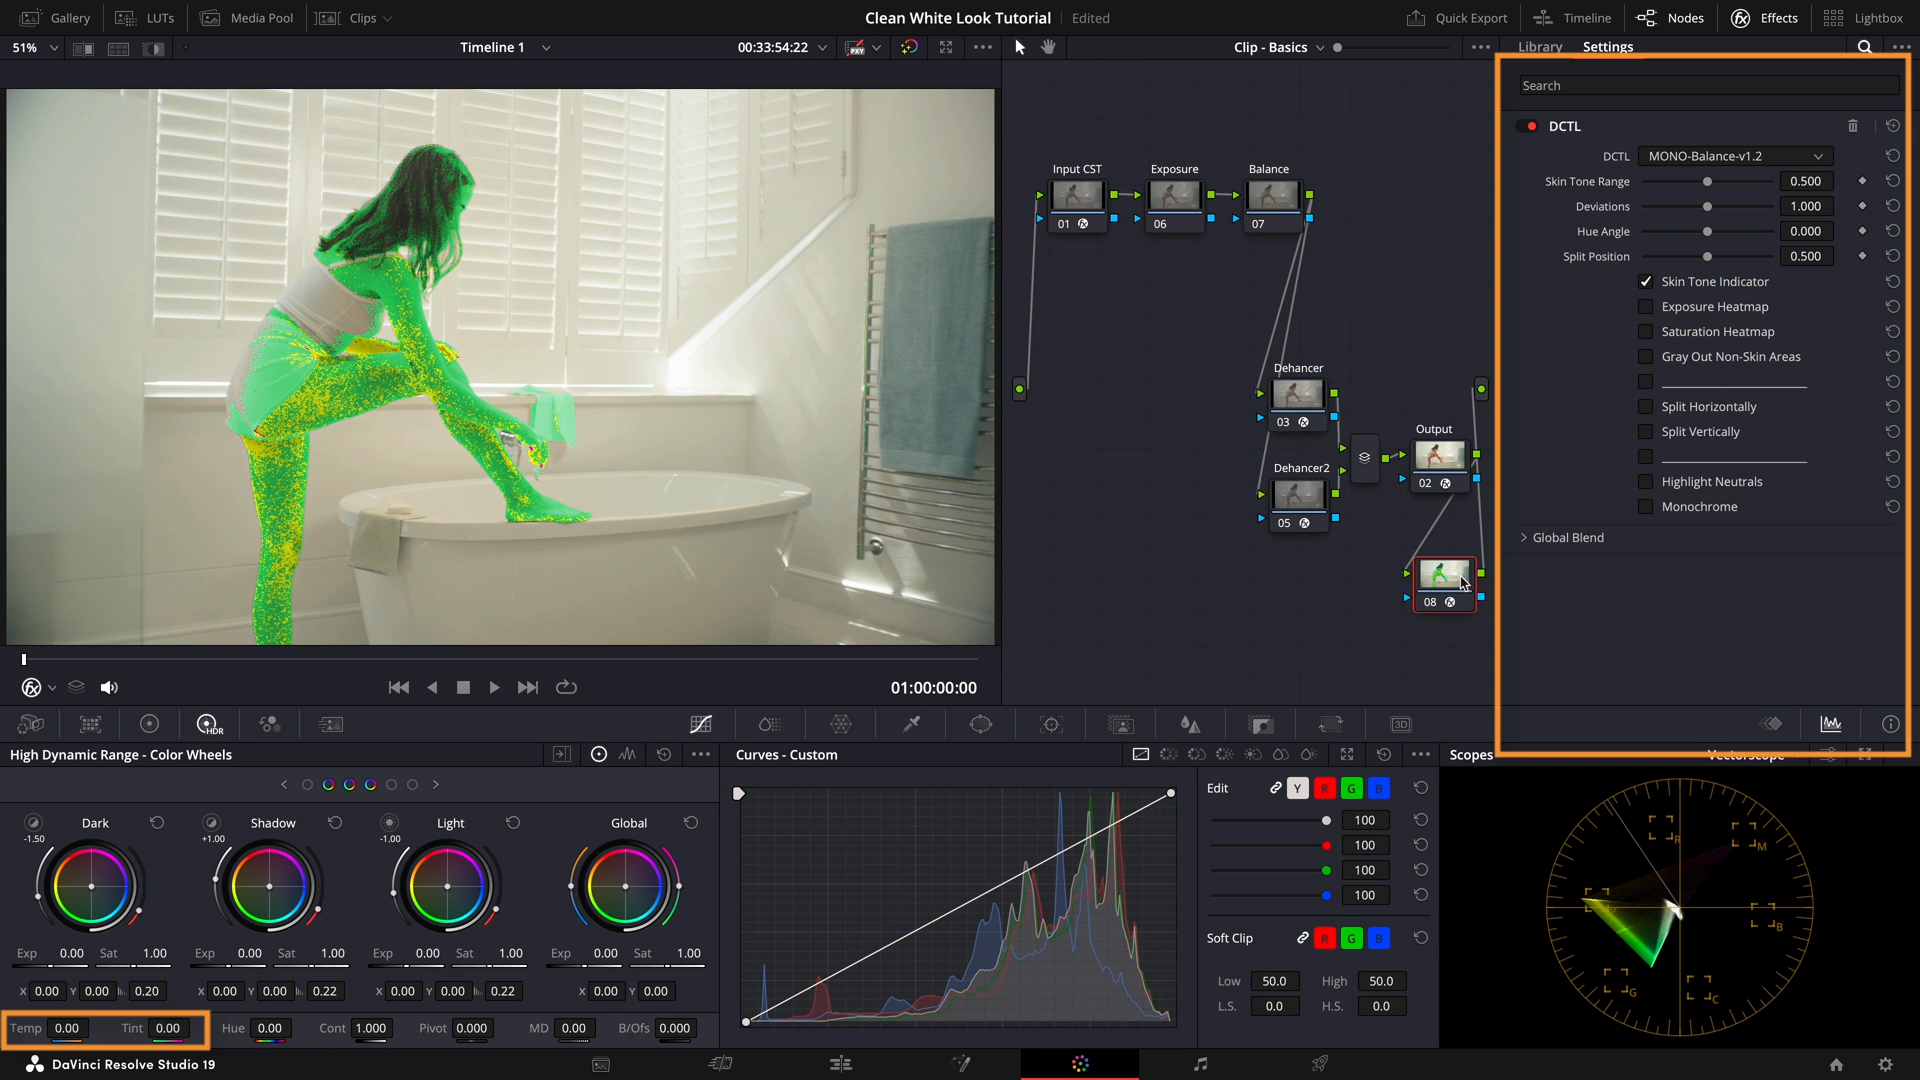 Gallery
LUTs
Media Pool
Clips
Clean White Look Tutorial
Edited
Quick Export
Timeline
Nodes
Effects
Lightbox
51%
Timeline 1
00:33:54:22
Clip - Basics
Library
Settings
Search
DCTL
DCTL MONO-Balance-v1.2
Skin Tone Range 0.500
Deviations 1.000
Hue Angle 0.000
Split Position 0.500
Skin Tone Indicator
Exposure Heatmap
Saturation Heatmap
Gray Out Non-Skin Areas
Split Horizontally
Split Vertically
Highlight Neutrals
Monochrome
Global Blend
Input CST
Exposure
Balance
01
06
07
Dehancer
03
Output
02
Dehancer2
05
08
01:00:00:00
HDR
3D
High Dynamic Range - Color Wheels
Curves - Custom
Scopes
Vectorscope
Dark
Shadow
Light
Global
-1.50
+1.00
-1.00
Exp 0.00 Sat 1.00
Exp 0.00 Sat 1.00
Exp 0.00 Sat 1.00
Exp 0.00 Sat 1.00
X 0.00 Y 0.00 0.20
X 0.00 Y 0.00 0.22
X 0.00 Y 0.00 0.22
X 0.00 Y 0.00
Temp 0.00 Tint 0.00 Hue 0.00 Cont 1.000 Pivot 0.000 MD 0.00 B/Ofs 0.000
Edit Y R G B
100
100
100
100
Soft Clip R G B
Low 50.0 High 50.0
L.S. 0.0 H.S. 0.0
R
M
B
G
C
DaVinci Resolve Studio 19